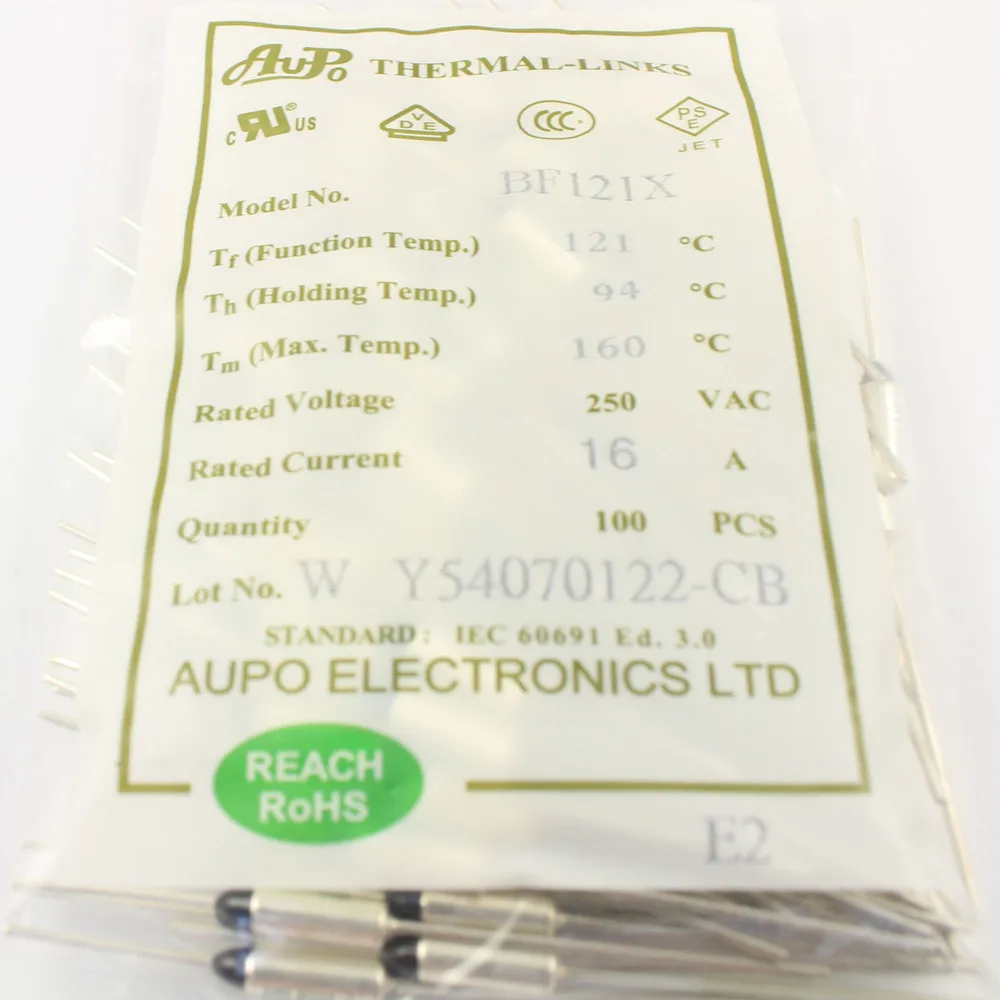 AUPO THERMAL-LINKS
C RU ® US
VDE
CCC
PSE
JET
Model No. BF121X
Tf (Function Temp.) 121 °C
Th (Holding Temp.) 94 °C
Tm (Max. Temp.) 160 °C
Rated Voltage 250 VAC
Rated Current 16 A
Quantity 100 PCS
Lot No. W Y54070122-CB
STANDARD: IEC 60691 Ed. 3.0
AUPO ELECTRONICS LTD
REACH
RoHS
E2